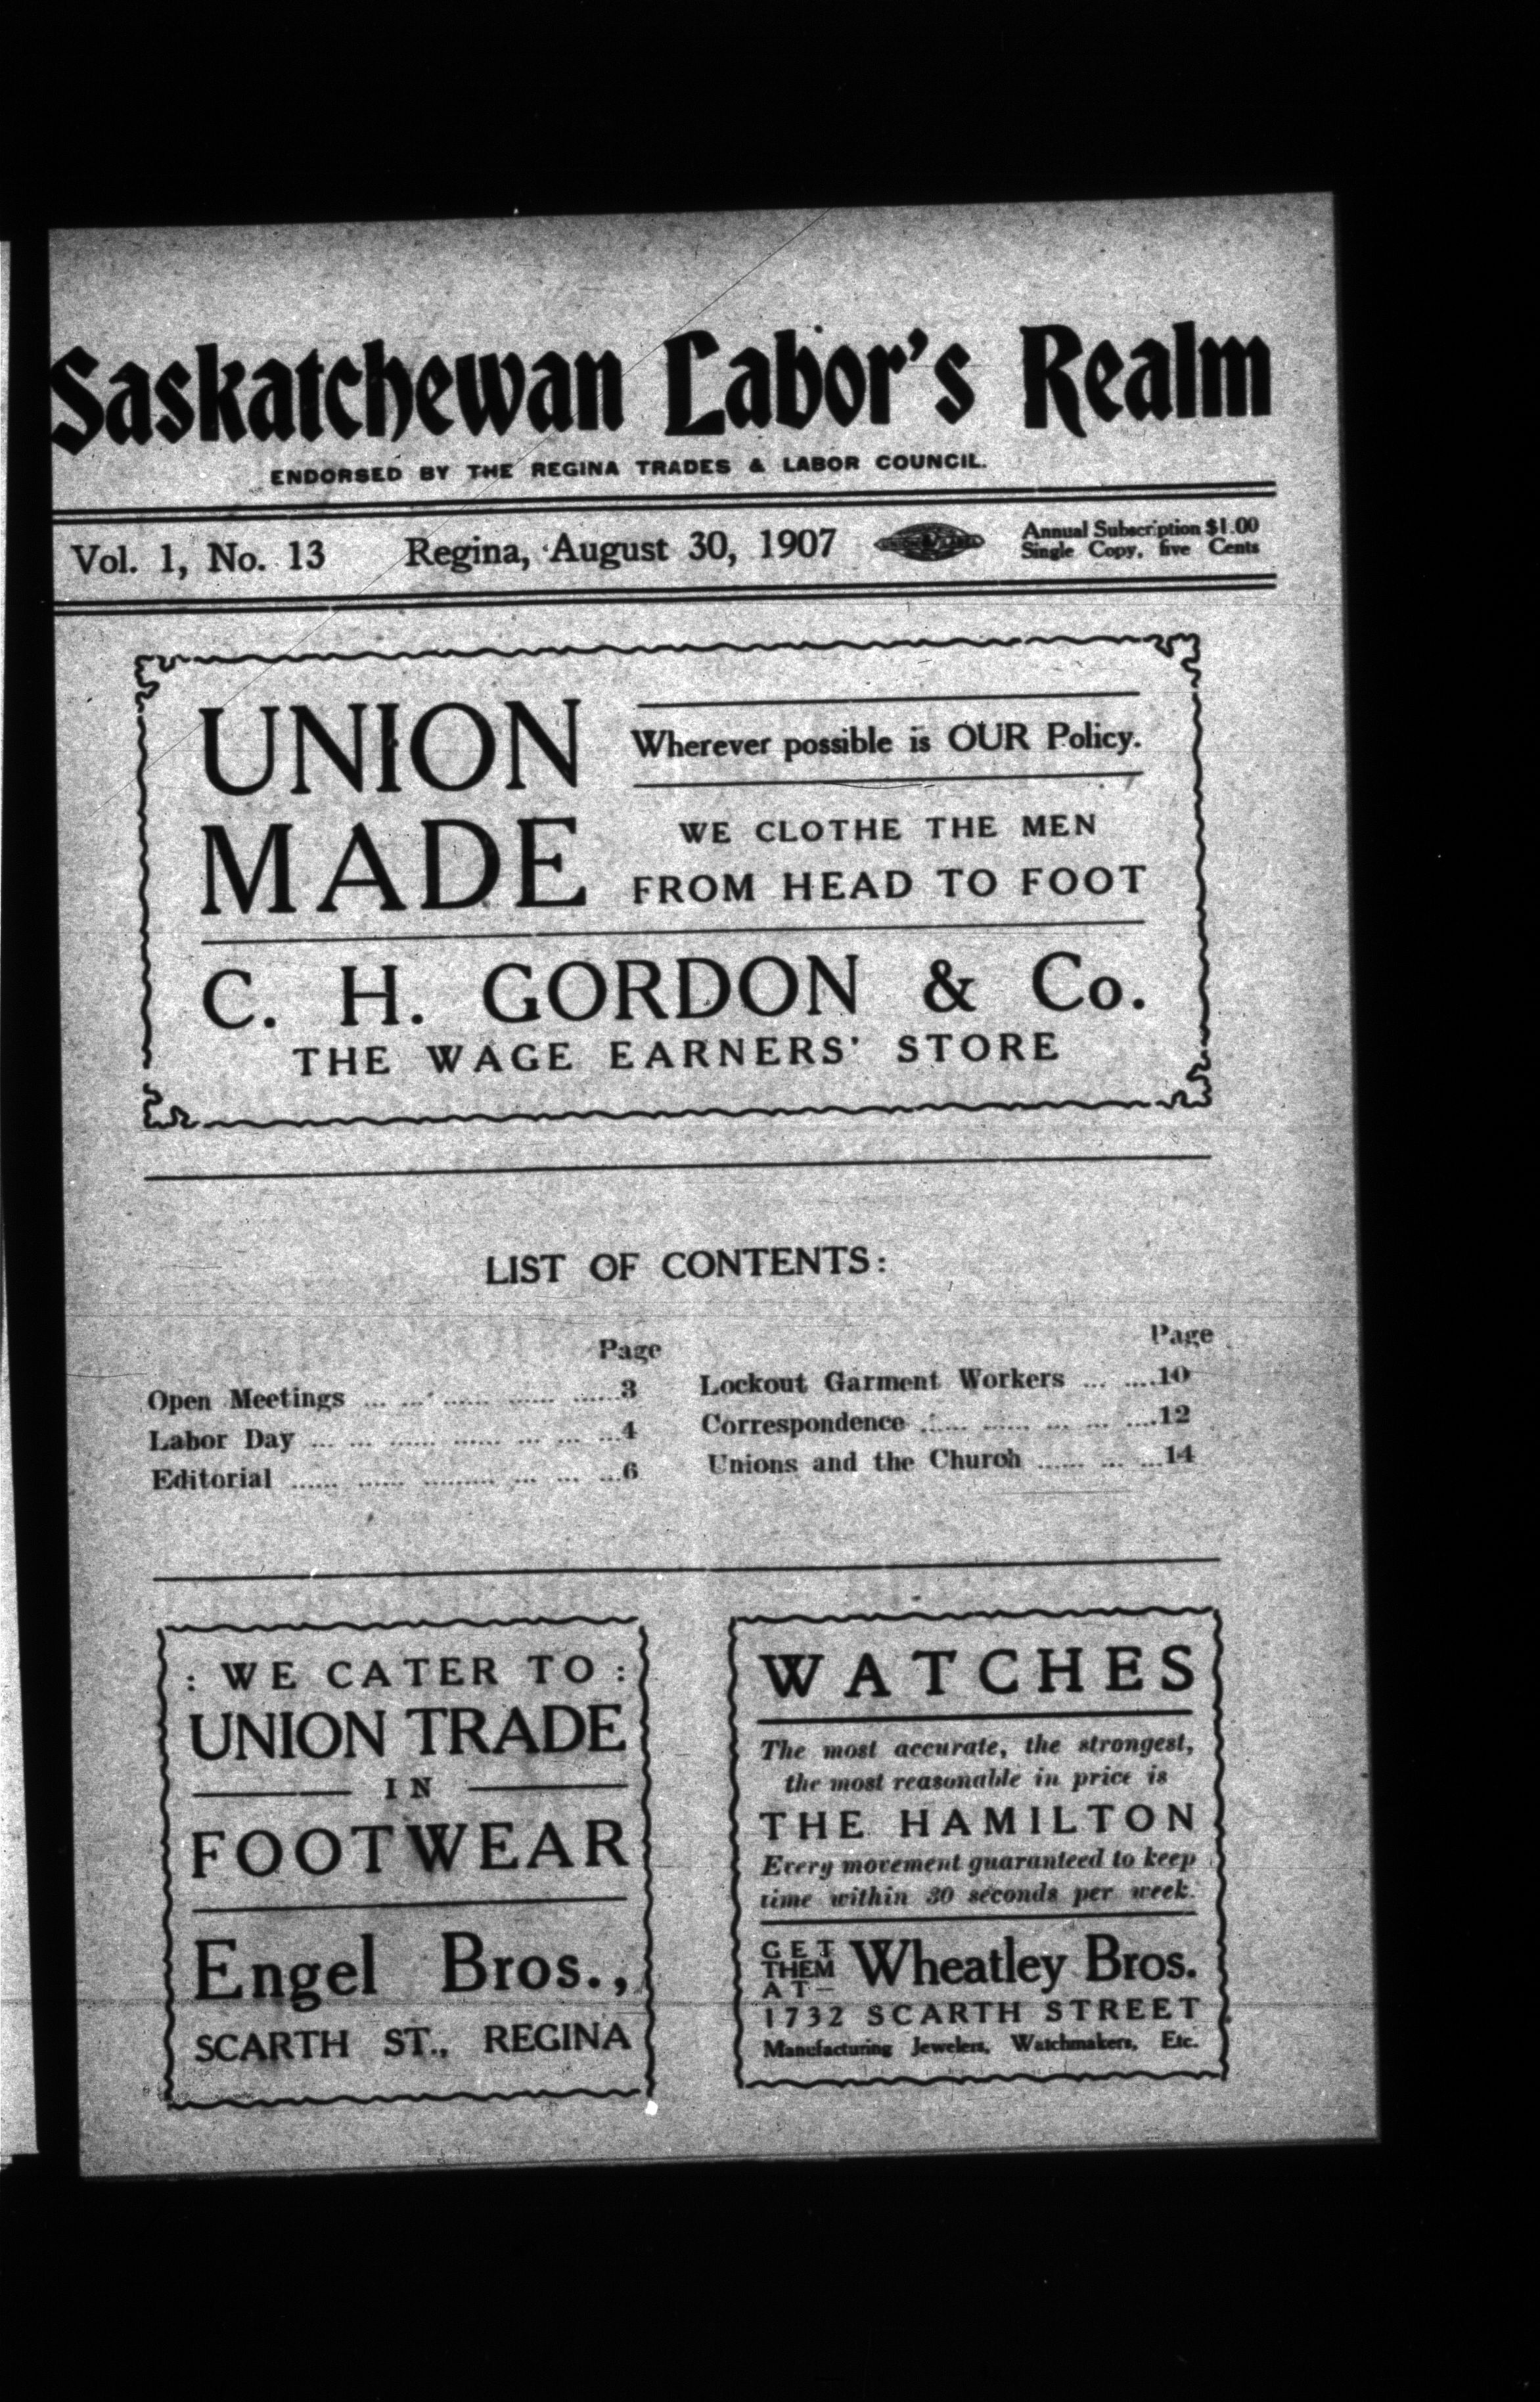 Saskatchewan Labor's Realm
ENDORSED BY THE REGINA TRADES & LABOR COUNCIL.
Vol. 1, No. 13 Regina, August 30, 1907
Annual Subscription $1.00
Single Copy, five Cents
UNION
MADE
Wherever possible is OUR Policy.
WE CLOTHE THE MEN
FROM HEAD TO FOOT
C. H. GORDON & Co.
THE WAGE EARNERS' STORE
LIST OF CONTENTS:
Page
Open Meetings ... ... ...... ...... ......3
Labor Day ... ... ...... ...... ... ... ...4
Editorial ...... ...... ......... ... ... ...6
Page
Lockout Garment Workers ... ....10
Correspondence ...... ...... ... ... ....12
Unions and the Church ...... ... ...14
: WE CATER TO :
UNION TRADE
IN
FOOTWEAR
Engel Bros.,
SCARTH ST., REGINA
WATCHES
The most accurate, the strongest,
the most reasonable in price is
THE HAMILTON
Every movement guaranteed to keep
time within 30 seconds per week.
GET
THEM
AT—
Wheatley Bros.
1732 SCARTH STREET
Manufacturing Jewelers, Watchmakers, Etc.